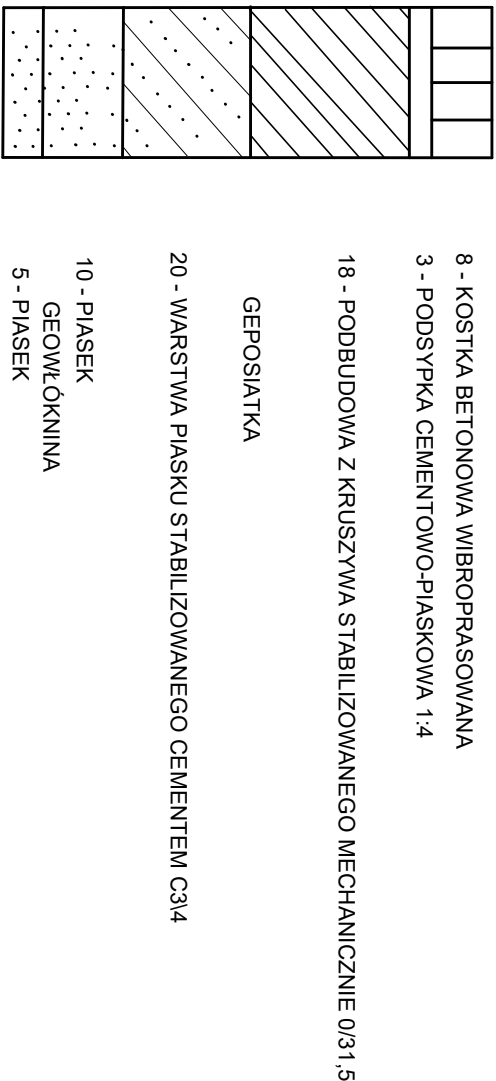 8 - KOSTKA BETONOWA WIBROPRASOWANA
3 - PODSYPKA CEMENTOWO-PIASKOWA 1:4
18 - PODBUDOWA Z KRUSZYWA STABILIZOWANEGO MECHANICZNIE 0/31,5
GEPOSIATKA
20 - WARSTWA PIASKU STABILIZOWANEGO CEMENTEM C3\4
10 - PIASEK
GEOWŁÓKNINA
5 - PIASEK